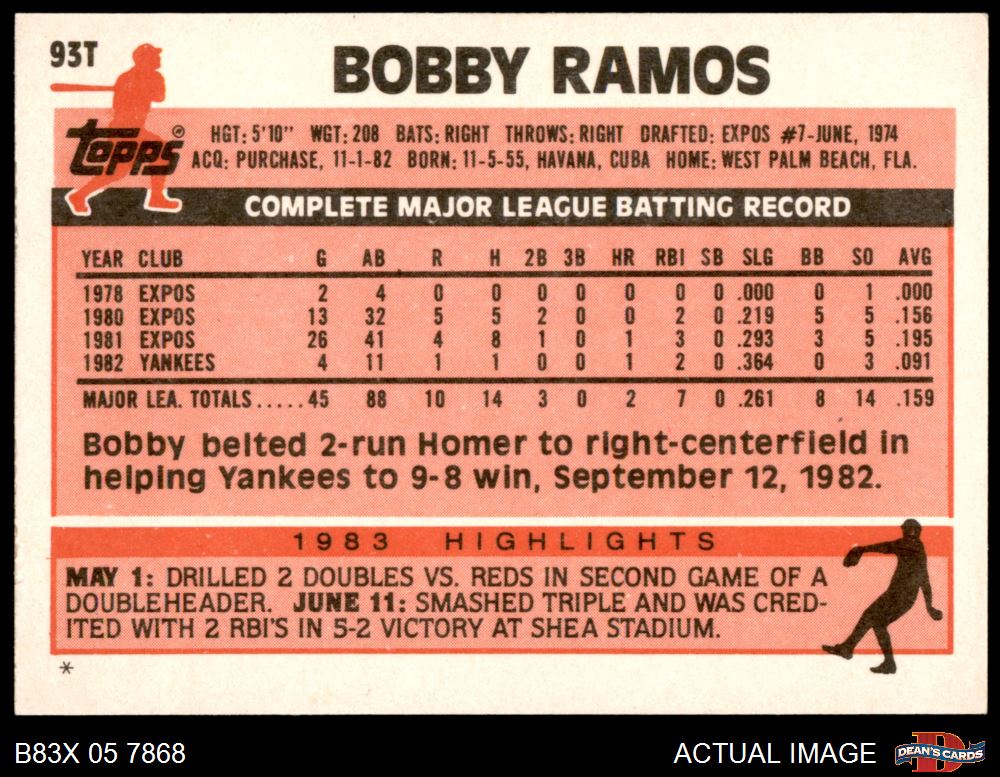 93T
BOBBY RAMOS
topps ®
HGT: 5'10" WGT: 208 BATS: RIGHT THROWS: RIGHT DRAFTED: EXPOS #7-JUNE, 1974
ACQ: PURCHASE, 11-1-82 BORN: 11-5-55, HAVANA, CUBA HOME: WEST PALM BEACH, FLA.
COMPLETE MAJOR LEAGUE BATTING RECORD
YEAR CLUB G AB R H 2B 3B HR RBI SB SLG BB SO AVG
1978 EXPOS 2 4 0 0 0 0 0 0 0 .000 0 1 .000
1980 EXPOS 13 32 5 5 2 0 0 2 0 .219 5 5 .156
1981 EXPOS 26 41 4 8 1 0 1 3 0 .293 3 5 .195
1982 YANKEES 4 11 1 1 0 0 1 2 0 .364 0 3 .091
MAJOR LEA. TOTALS.....45 88 10 14 3 0 2 7 0 .261 8 14 .159
Bobby belted 2-run Homer to right-centerfield in
helping Yankees to 9-8 win, September 12, 1982.
1983 HIGHLIGHTS
MAY 1: DRILLED 2 DOUBLES VS. REDS IN SECOND GAME OF A
DOUBLEHEADER. JUNE 11: SMASHED TRIPLE AND WAS CRED-
ITED WITH 2 RBI'S IN 5-2 VICTORY AT SHEA STADIUM.
*
B83X 05 7868
ACTUAL IMAGE
D
DEAN'S CARDS